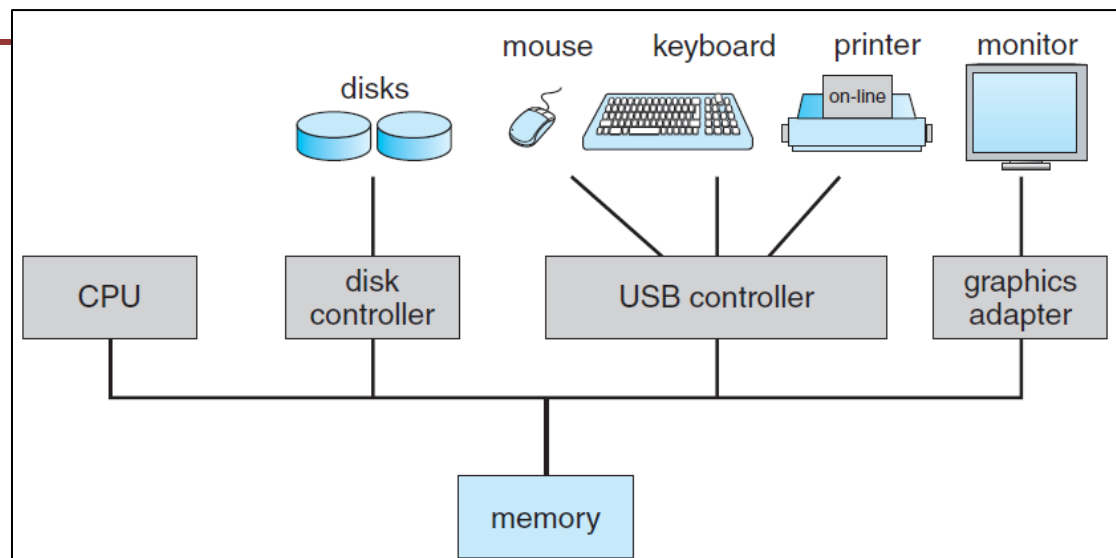 mouse keyboard printer monitor
disks
on-line
CPU
disk
controller
USB controller
graphics
adapter
memory